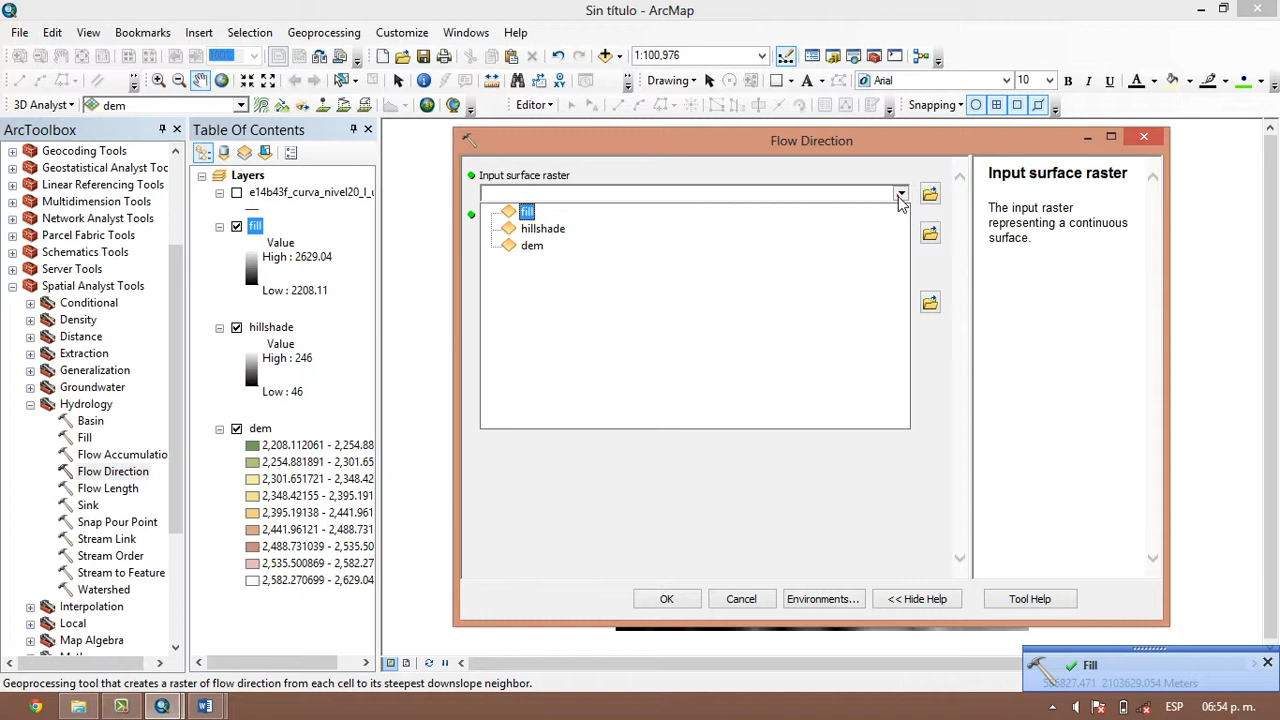 Sin título - ArcMap
File Edit View Bookmarks Insert Selection Geoprocessing Customize Windows Help
100% 1:100,976
Drawing Arial 10 B I U A
3D Analyst dem Editor Snapping
ArcToolbox
Geocoding Tools
Geostatistical Analyst Toc
Linear Referencing Tools
Multidimension Tools
Network Analyst Tools
Parcel Fabric Tools
Schematics Tools
Server Tools
Spatial Analyst Tools
Conditional
Density
Distance
Extraction
Generalization
Groundwater
Hydrology
Basin
Fill
Flow Accumulatio
Flow Direction
Flow Length
Sink
Snap Pour Point
Stream Link
Stream Order
Stream to Feature
Watershed
Interpolation
Local
Map Algebra
Table Of Contents
Layers
e14b43f_curva_nivel20_l_u
fill
Value
High : 2629.04
Low : 2208.11
hillshade
Value
High : 246
Low : 46
dem
2,208.112061 - 2,254.88
2,254.881891 - 2,301.65
2,301.651721 - 2,348.42
2,348.42155 - 2,395.191
2,395.19138 - 2,441.961
2,441.96121 - 2,488.731
2,488.731039 - 2,535.50
2,535.500869 - 2,582.27
2,582.270699 - 2,629.04
Flow Direction
Input surface raster
fill
hillshade
dem
OK Cancel Environments... << Hide Help Tool Help
Input surface raster
The input raster
representing a continuous
surface.
Fill
2103629.054 Meters
Geoprocessing tool that creates a raster of flow direction from each cell to its steepest downslope neighbor.
ESP 06:54 p. m.